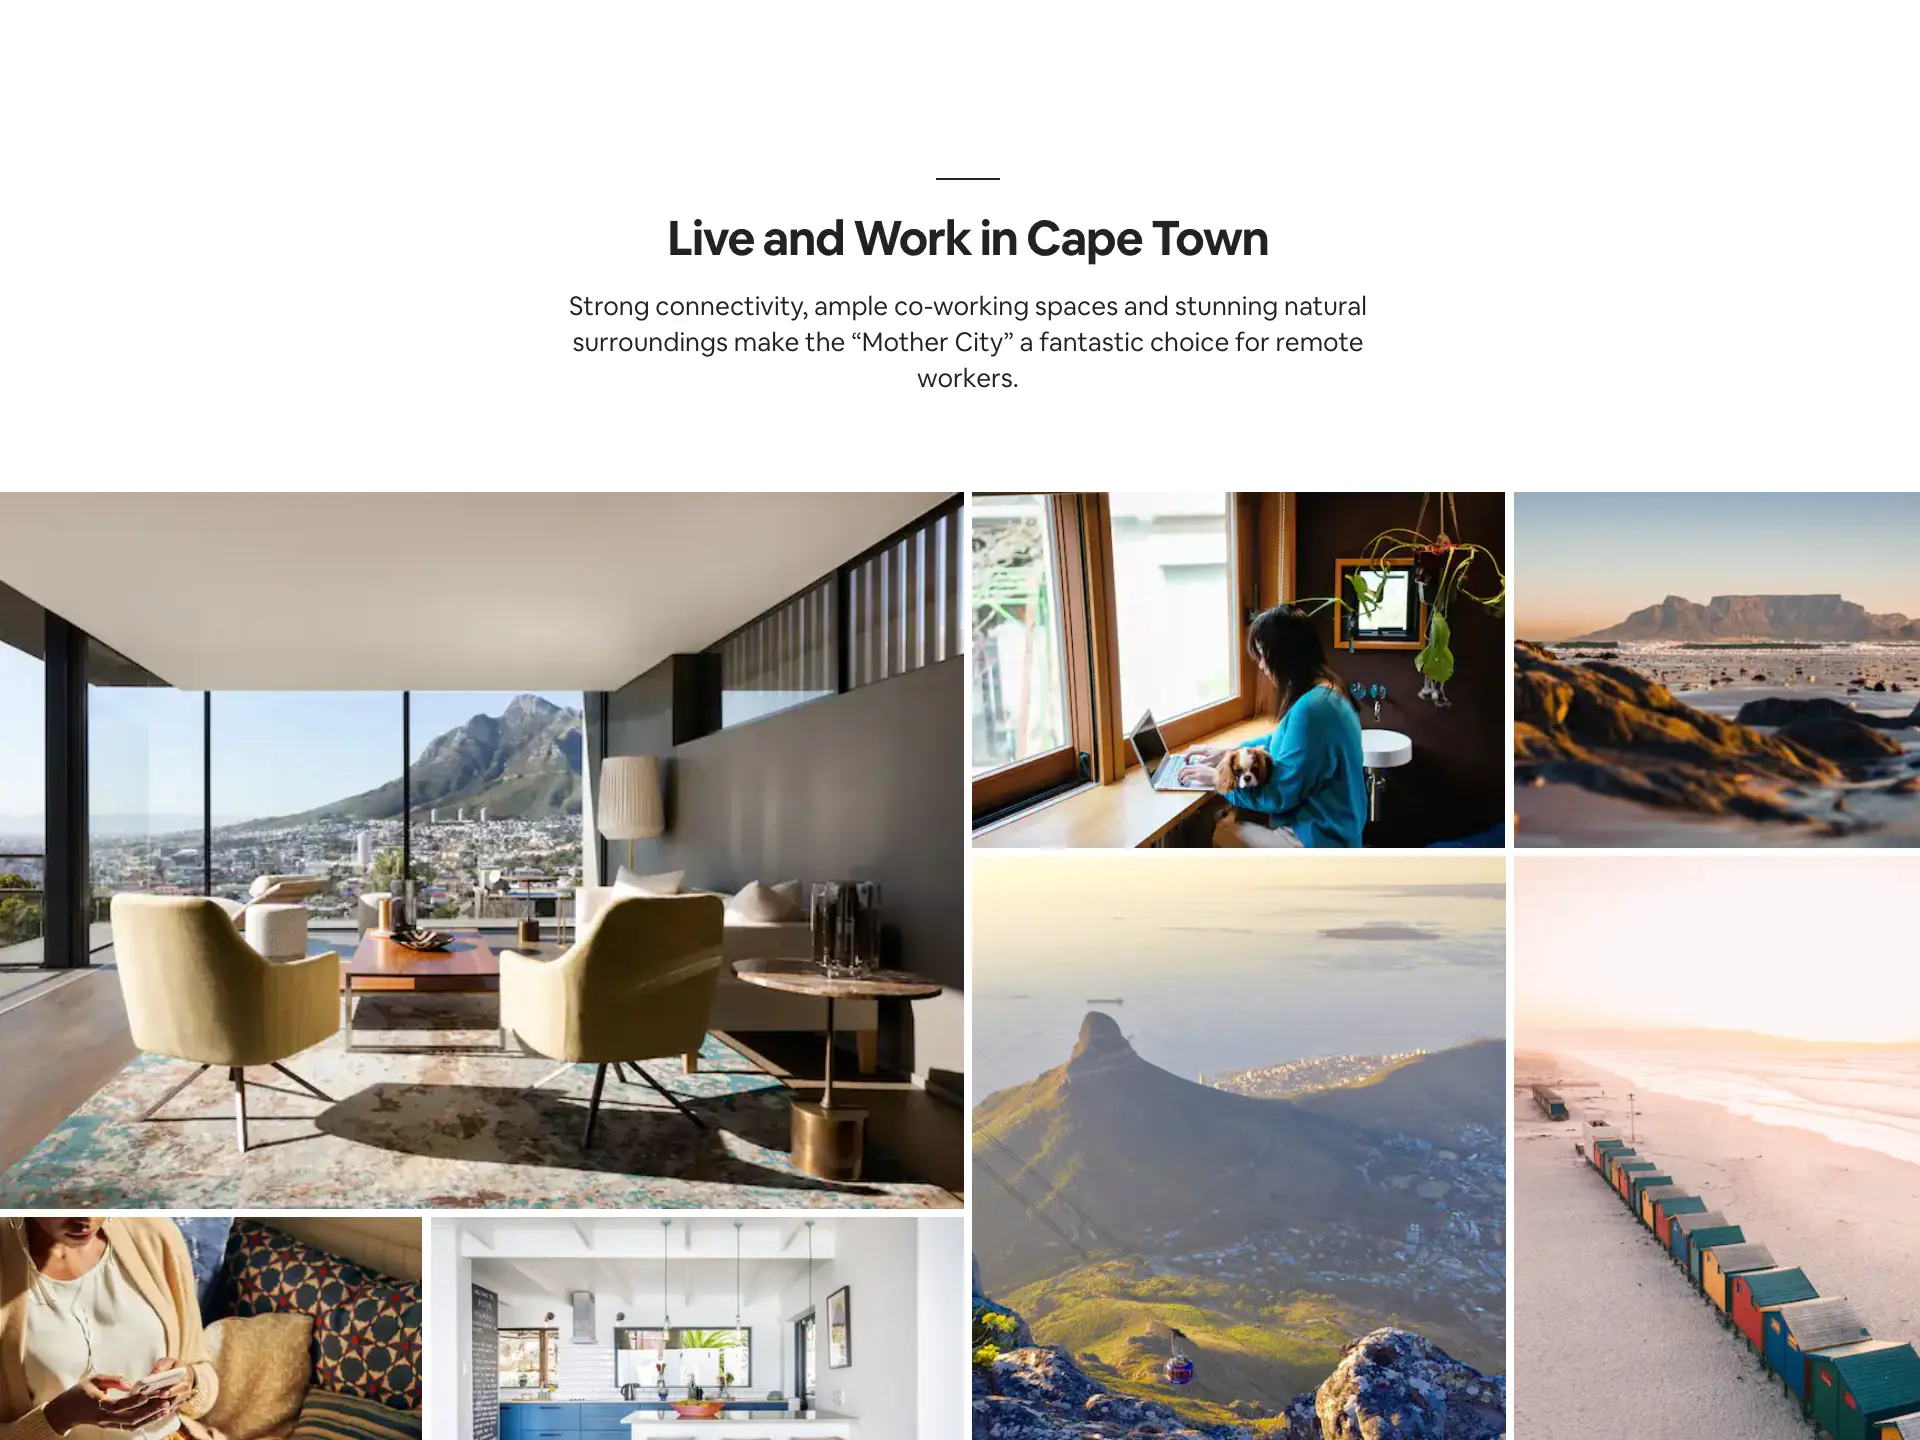 Live and Work in Cape Town
Strong connectivity, ample co-working spaces and stunning natural
surroundings make the “Mother City” a fantastic choice for remote
workers.